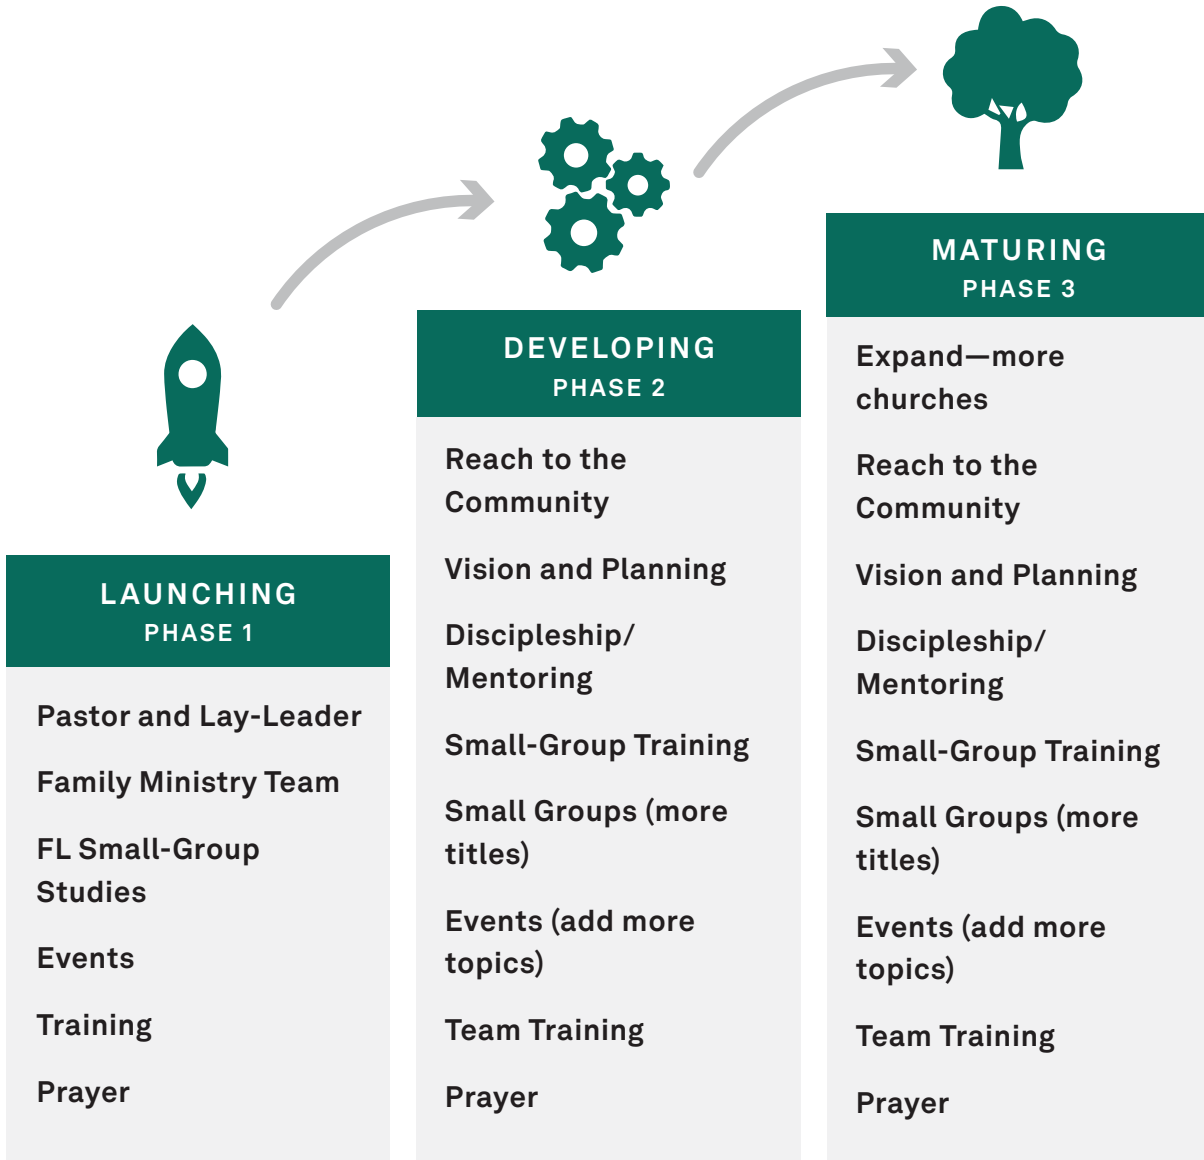 LAUNCHING
PHASE 1
Pastor and Lay-Leader
Family Ministry Team
FL Small-Group
Studies
Events
Training
Prayer
DEVELOPING
PHASE 2
Reach to the
Community
Vision and Planning
Discipleship/
Mentoring
Small-Group Training
Small Groups (more
titles)
Events (add more
topics)
Team Training
Prayer
MATURING
PHASE 3
Expand—more
churches
Reach to the
Community
Vision and Planning
Discipleship/
Mentoring
Small-Group Training
Small Groups (more
titles)
Events (add more
topics)
Team Training
Prayer